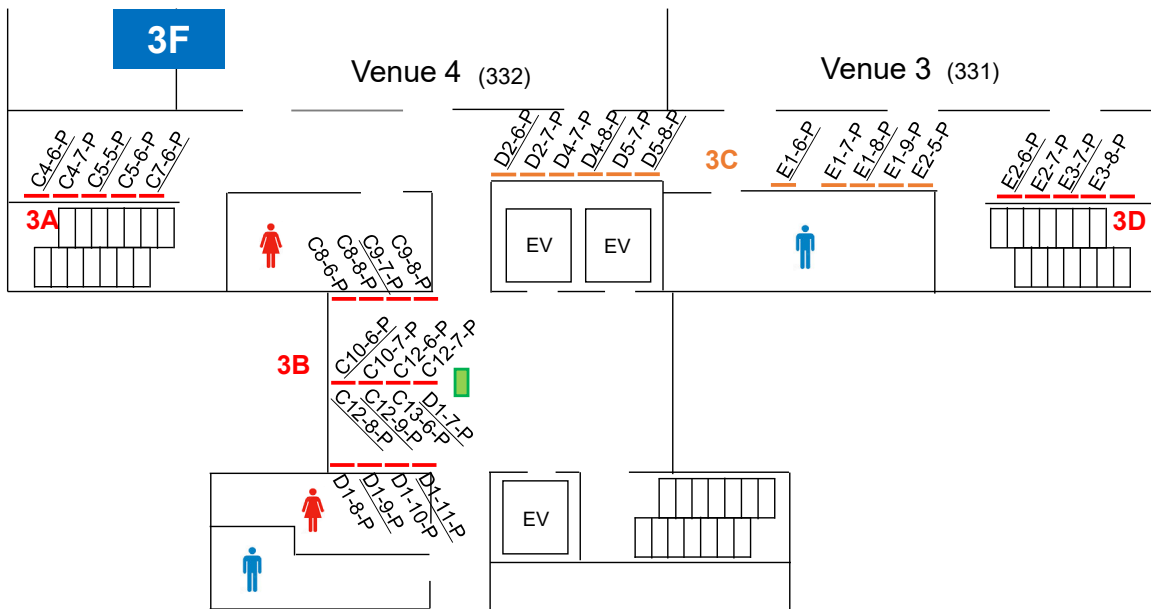 3F
Venue 4 (332)
Venue 3 (331)
C4-6-P
C4-7-P
C5-5-P
C5-6-P
C7-6-P
D2-6-P
D2-7-P
D4-7-P
D4-8-P
D5-7-P
D5-8-P
3C
E1-6-P
E1-7-P
E1-8-P
E1-9-P
E2-5-P
E2-6-P
E2-7-P
E3-7-P
E3-8-P
3A
3D
EV
EV
C8-6-P
C8-8-P
C9-7-P
C9-8-P
3B
C10-6-P
C10-7-P
C12-6-P
C12-7-P
C12-8-P
C12-9-P
C13-6-P
D1-7-P
D1-8-P
D1-9-P
D1-10-P
D1-11-P
EV